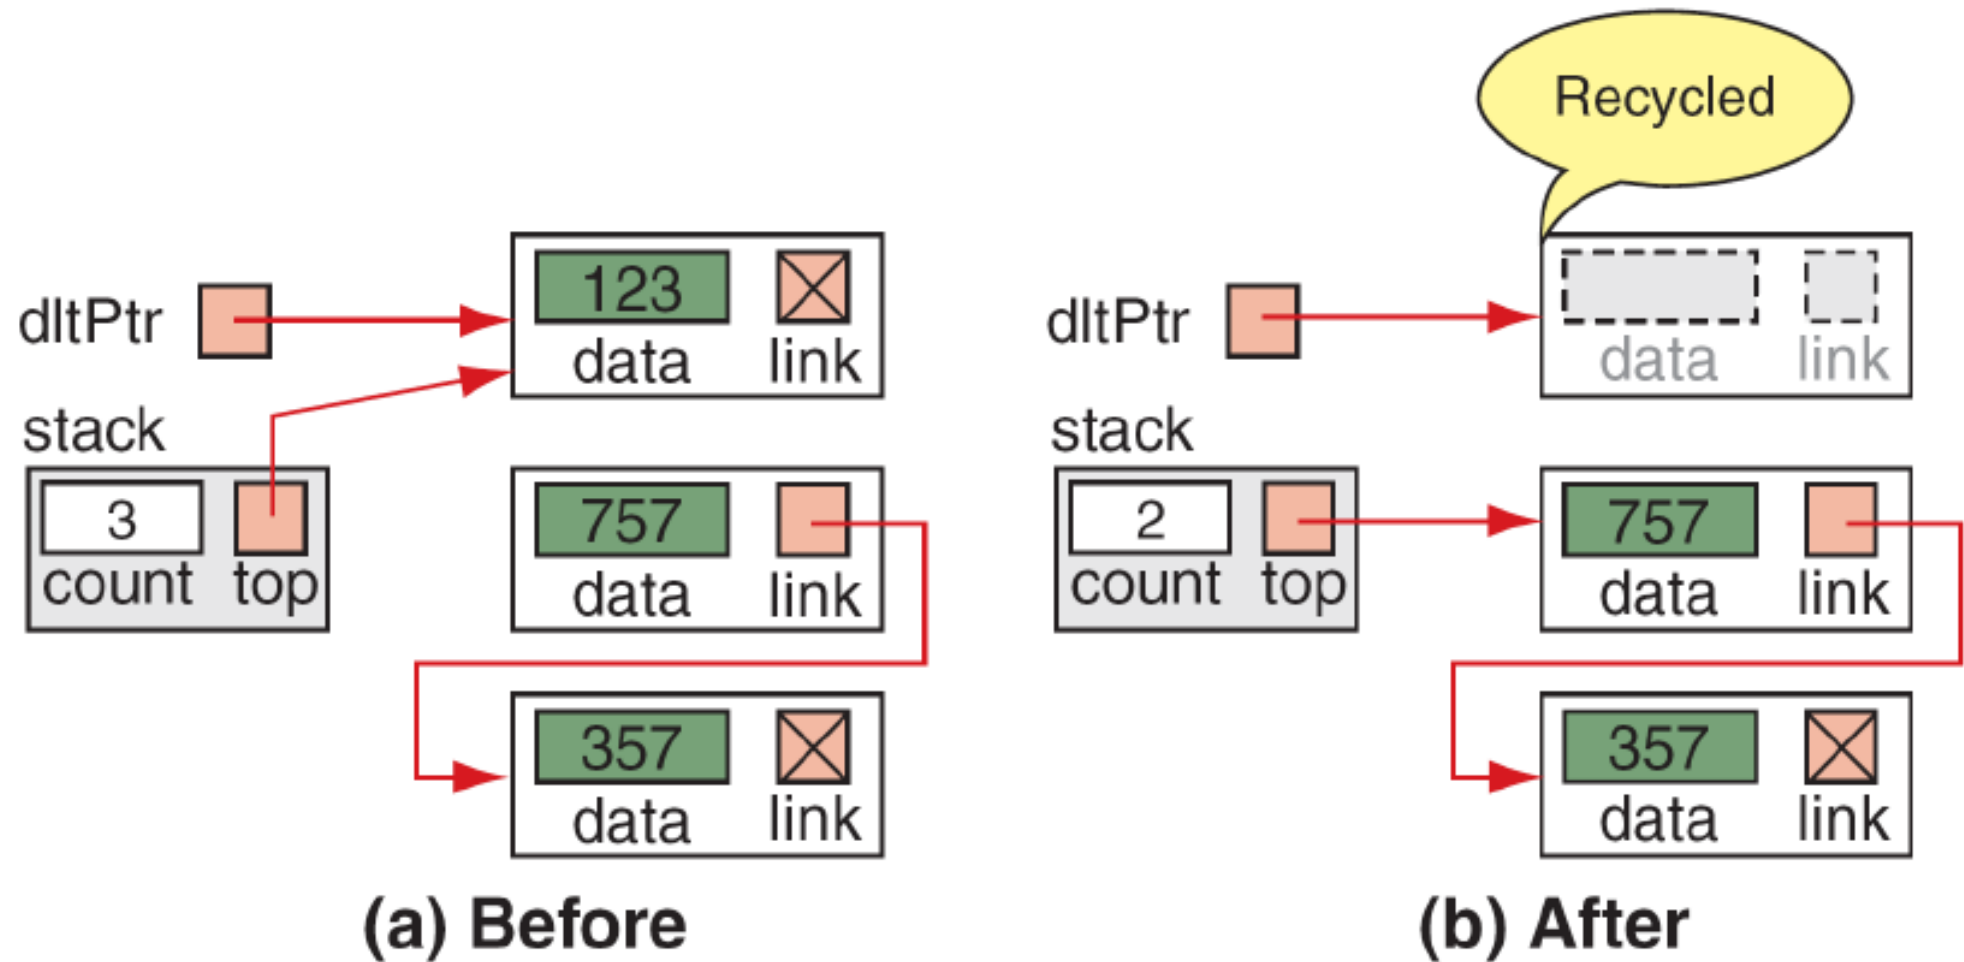 dltPtr
123
data link
stack
3
count top
757
data link
357
data link
(a) Before
Recycled
dltPtr
data link
stack
2
count top
757
data link
357
data link
(b) After